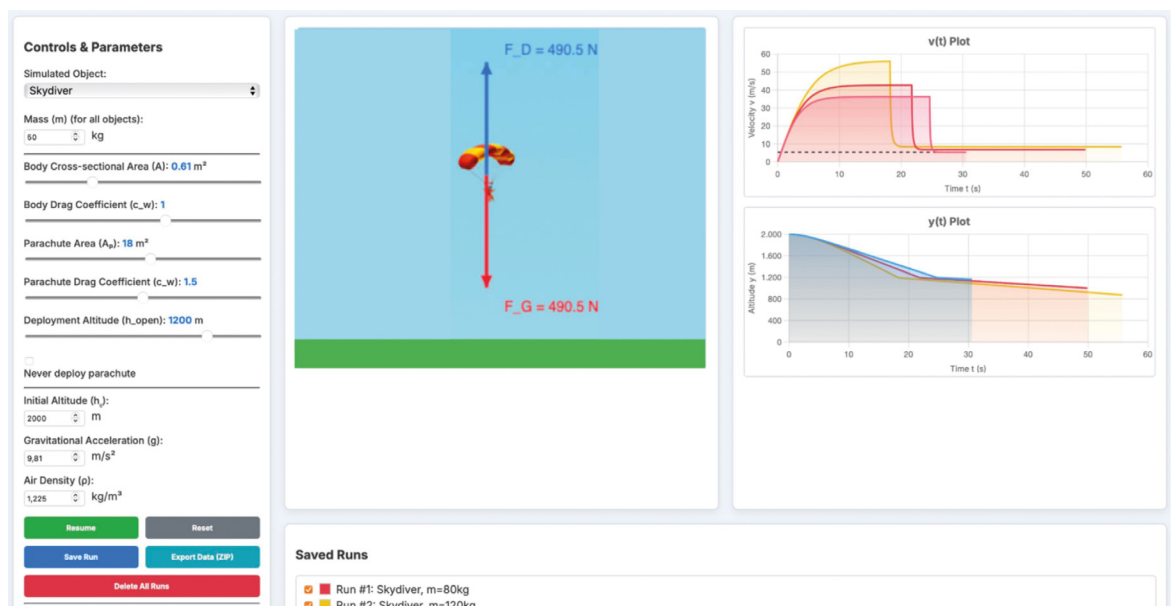 Controls & Parameters
Simulated Object:
Skydiver
Mass (m) (for all objects):
50 kg
Body Cross-sectional Area (A): 0.61 m²
Body Drag Coefficient (c_w): 1
Parachute Area (Aₚ): 18 m²
Parachute Drag Coefficient (c_w): 1.5
Deployment Altitude (h_open): 1200 m
Never deploy parachute
Initial Altitude (h₀):
2000 m
Gravitational Acceleration (g):
9,81 m/s²
Air Density (ρ):
1,225 kg/m³
Resume Reset
Save Run Export Data (ZIP)
Delete All Runs
F_D = 490.5 N
F_G = 490.5 N
v(t) Plot
Velocity v (m/s)
60
50
40
30
20
10
0
0 10 20 30 40 50 60
Time t (s)
y(t) Plot
Altitude y (m)
2.000
1.600
1.200
800
400
0
0 10 20 30 40 50 60
Time t (s)
Saved Runs
Run #1: Skydiver, m=80kg
Run #2: Skydiver, m=120kg